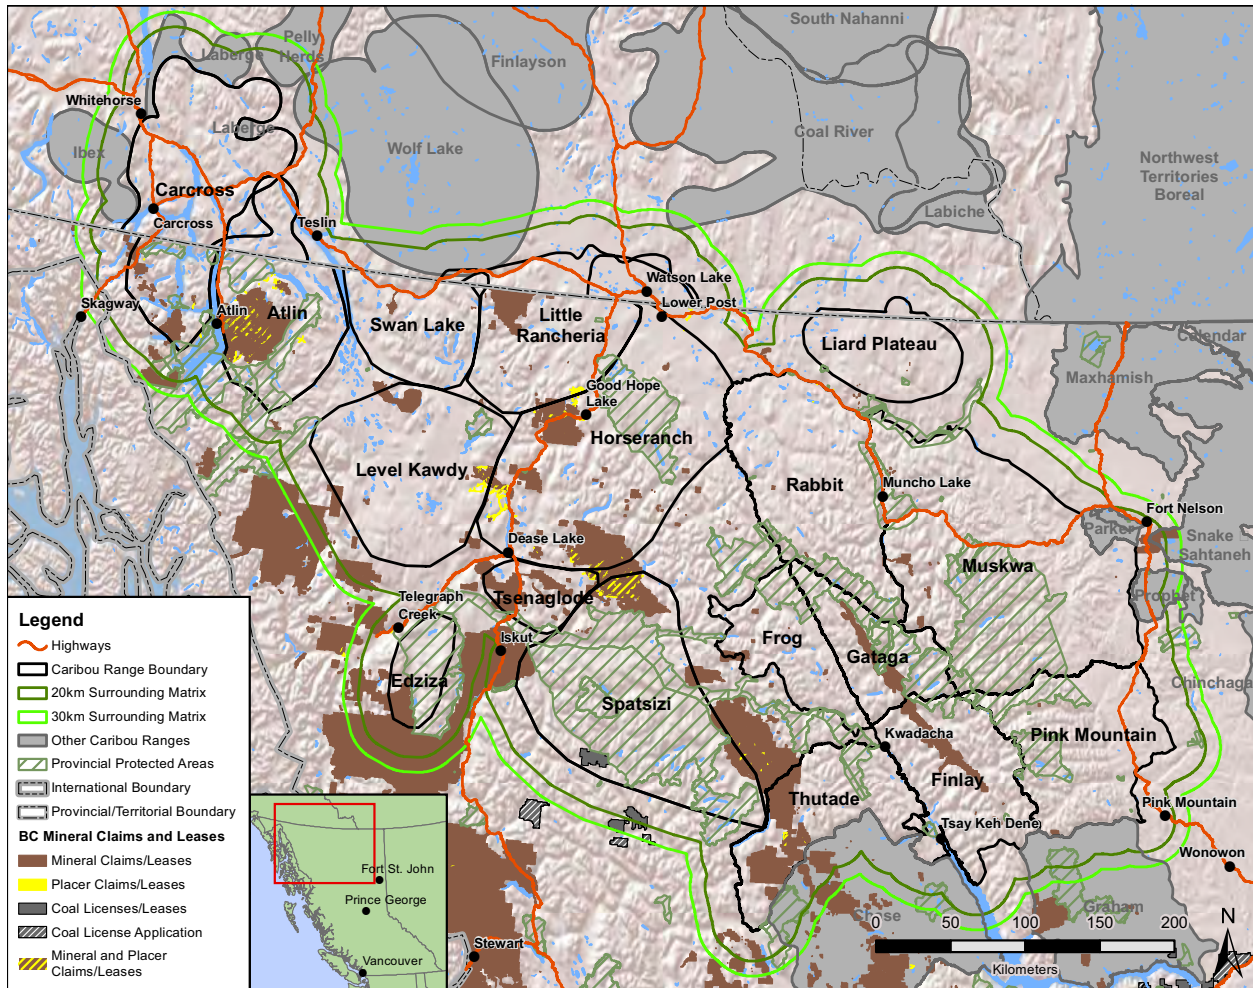 South Nahanni
Pelly
Herds
Laberge
Finlayson
Whitehorse
Laberge
Coal River
Ibex
Wolf Lake
Northwest
Territories
Boreal
Carcross
Carcross
Labiche
Teslin
Watson Lake
Lower Post
Skagway
Atlin
Atlin
Swan Lake
Little
Rancheria
Liard Plateau
Calendar
Maxhamish
Good Hope
Lake
Horseranch
Level Kawdy
Rabbit
Muncho Lake
Fort Nelson
Parker
Snake
Sahtaneh
Dease Lake
Muskwa
Telegraph
Creek
Tsenaglode
Prophet
Iskut
Frog
Gataga
Edziza
Spatsizi
Chinchaga
Kwadacha
Pink Mountain
Finlay
Thutade
Pink Mountain
Tsay Keh Dene
Wonowon
Chase
Graham
Stewart
0 50 100 150 200
Kilometers
N
Legend
Highways
Caribou Range Boundary
20km Surrounding Matrix
30km Surrounding Matrix
Other Caribou Ranges
Provincial Protected Areas
International Boundary
Provincial/Territorial Boundary
BC Mineral Claims and Leases
Mineral Claims/Leases
Placer Claims/Leases
Coal Licenses/Leases
Coal License Application
Mineral and Placer
Claims/Leases
Fort St. John
Prince George
Vancouver